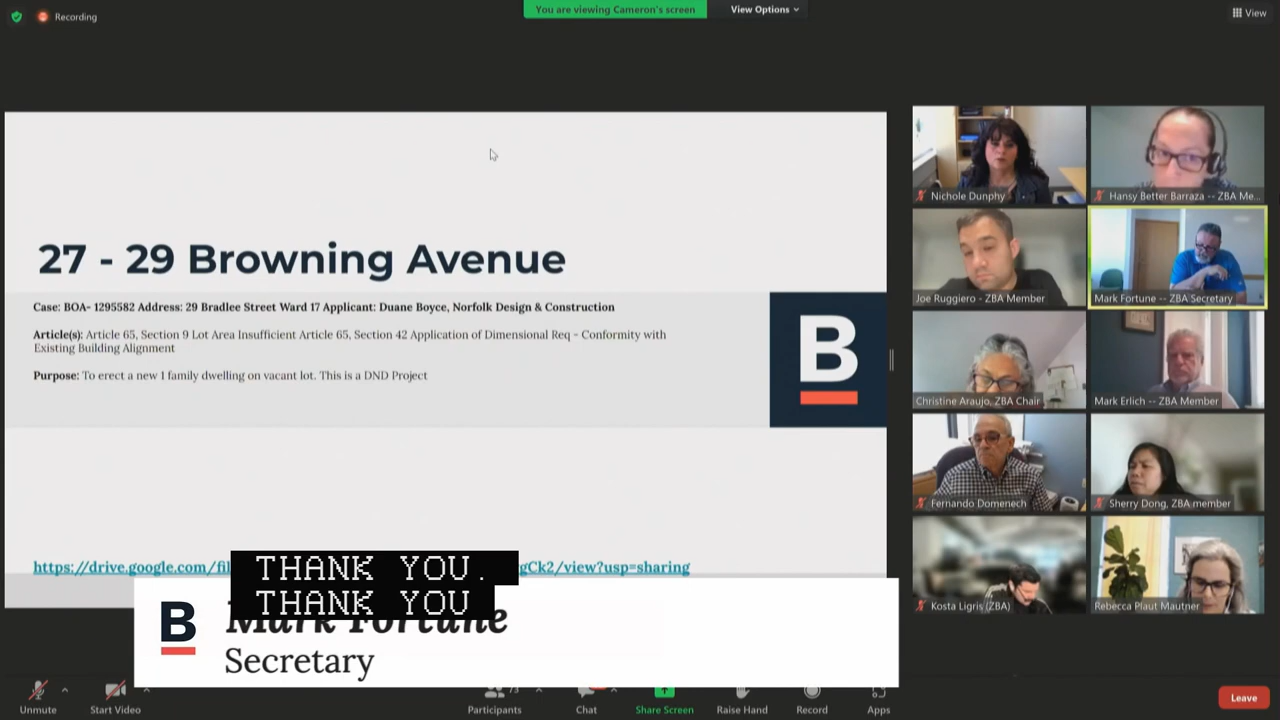 Recording
You are viewing Cameron's screen
View Options
View
27 - 29 Browning Avenue
Case: BOA- 1295582 Address: 29 Bradlee Street Ward 17 Applicant: Duane Boyce, Norfolk Design & Construction
Article(s): Article 65, Section 9 Lot Area Insufficient Article 65, Section 42 Application of Dimensional Req - Conformity with
Existing Building Alignment
Purpose: To erect a new 1 family dwelling on vacant lot. This is a DND Project
B
https://drive.google.com/fil
gCk2/view?usp=sharing
THANK YOU.
THANK YOU
B
Mark Fortune
Secretary
Nichole Dunphy
Hansy Better Barraza -- ZBA Me...
Joe Ruggiero - ZBA Member
Mark Fortune -- ZBA Secretary
Christine Araujo, ZBA Chair
Mark Erlich -- ZBA Member
Fernando Domenech
Sherry Dong, ZBA member
Kosta Ligris (ZBA)
Rebecca Plaut Mautner
Unmute
Start Video
73
Participants
Chat
Share Screen
Raise Hand
Record
Apps
Leave